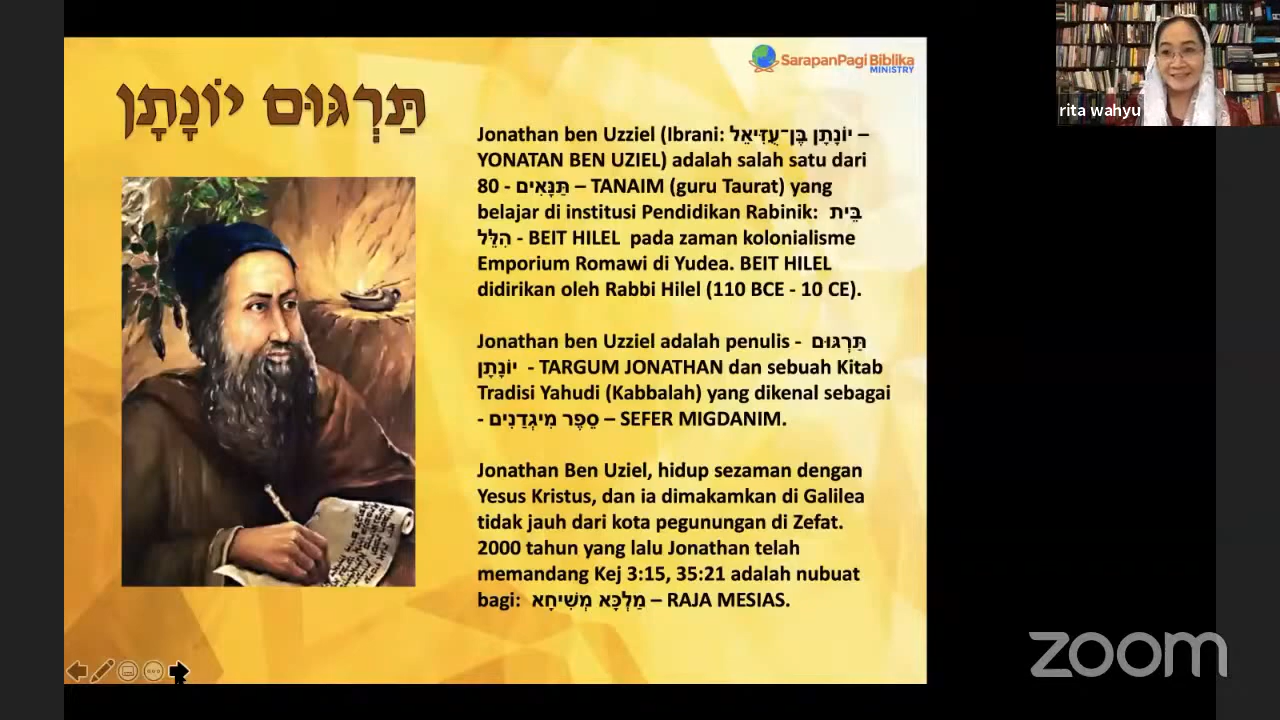 תַּרְגּוּם יוֹנָתָן
SarapanPagi Biblika
MINISTRY
Jonathan ben Uzziel (Ibrani: יוֹנָתָן בֶּן־עֻזִּיאֵל –
YONATAN BEN UZIEL) adalah salah satu dari
80 - תַּנָּאִים – TANAIM (guru Taurat) yang
belajar di institusi Pendidikan Rabinik: בֵּית
הִלֵּל - BEIT HILEL pada zaman kolonialisme
Emporium Romawi di Yudea. BEIT HILEL
didirikan oleh Rabbi Hilel (110 BCE - 10 CE).
Jonathan ben Uzziel adalah penulis - תַּרְגּוּם
יוֹנָתָן - TARGUM JONATHAN dan sebuah Kitab
Tradisi Yahudi (Kabbalah) yang dikenal sebagai
- סֵפֶר מִיגְדַנִים – SEFER MIGDANIM.
Jonathan Ben Uziel, hidup sezaman dengan
Yesus Kristus, dan ia dimakamkan di Galilea
tidak jauh dari kota pegunungan di Zefat.
2000 tahun yang lalu Jonathan telah
memandang Kej 3:15, 35:21 adalah nubuat
bagi: מַלְכָּא מְשִׁיחָא – RAJA MESIAS.
rita wahyu
zoom